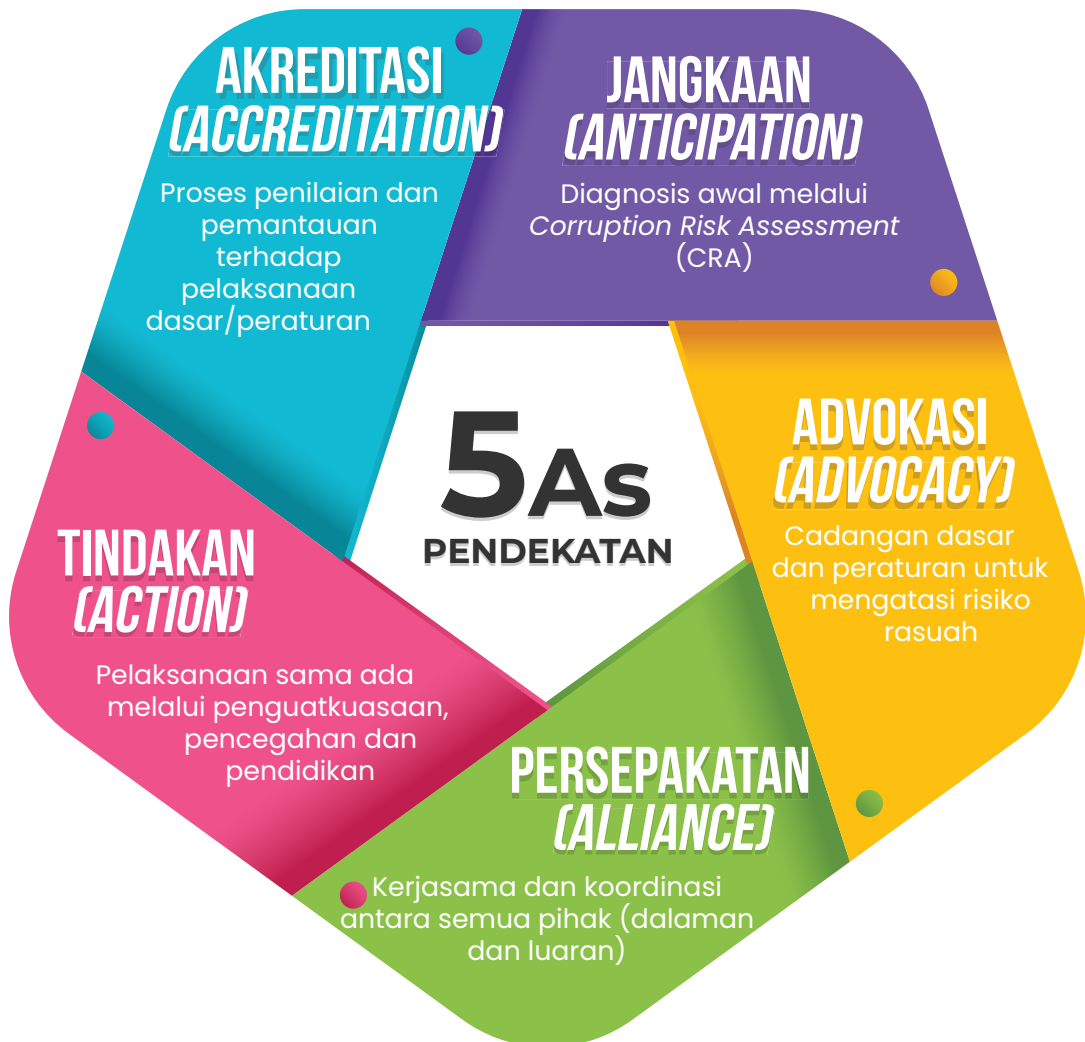 5As
PENDEKATAN
JANGKAAN
(ANTICIPATION)
Diagnosis awal melalui
Corruption Risk Assessment
(CRA)
ADVOKASI
(ADVOCACY)
Cadangan dasar
dan peraturan untuk
mengatasi risiko
rasuah
PERSEPAKATAN
(ALLIANCE)
Kerjasama dan koordinasi
antara semua pihak (dalaman
dan luaran)
TINDAKAN
(ACTION)
Pelaksanaan sama ada
melalui penguatkuasaan,
pencegahan dan
pendidikan
AKREDITASI
(ACCREDITATION)
Proses penilaian dan
pemantauan
terhadap
pelaksanaan
dasar/peraturan